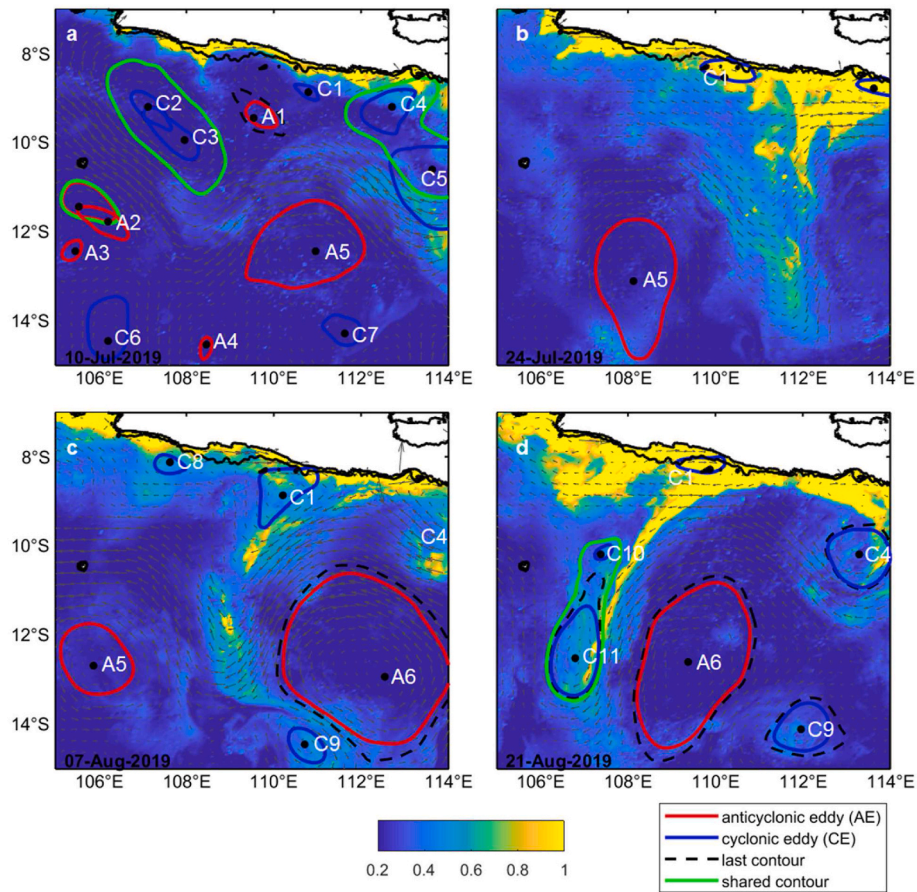 a
8°S
10°S
12°S
14°S
C1
C2
C4
A1
C3
C5
A2
A3
A5
C6
A4
C7
10-Jul-2019
106°E 108°E 110°E 112°E 114°E
b
C1
A5
24-Jul-2019
106°E 108°E 110°E 112°E 114°E
c
8°S
10°S
12°S
14°S
C8
C1
C4
A5
A6
C9
07-Aug-2019
106°E 108°E 110°E 112°E 114°E
d
C1
C10
C4
C11
A6
C9
21-Aug-2019
106°E 108°E 110°E 112°E 114°E
0.2 0.4 0.6 0.8 1
anticyclonic eddy (AE)
cyclonic eddy (CE)
last contour
shared contour